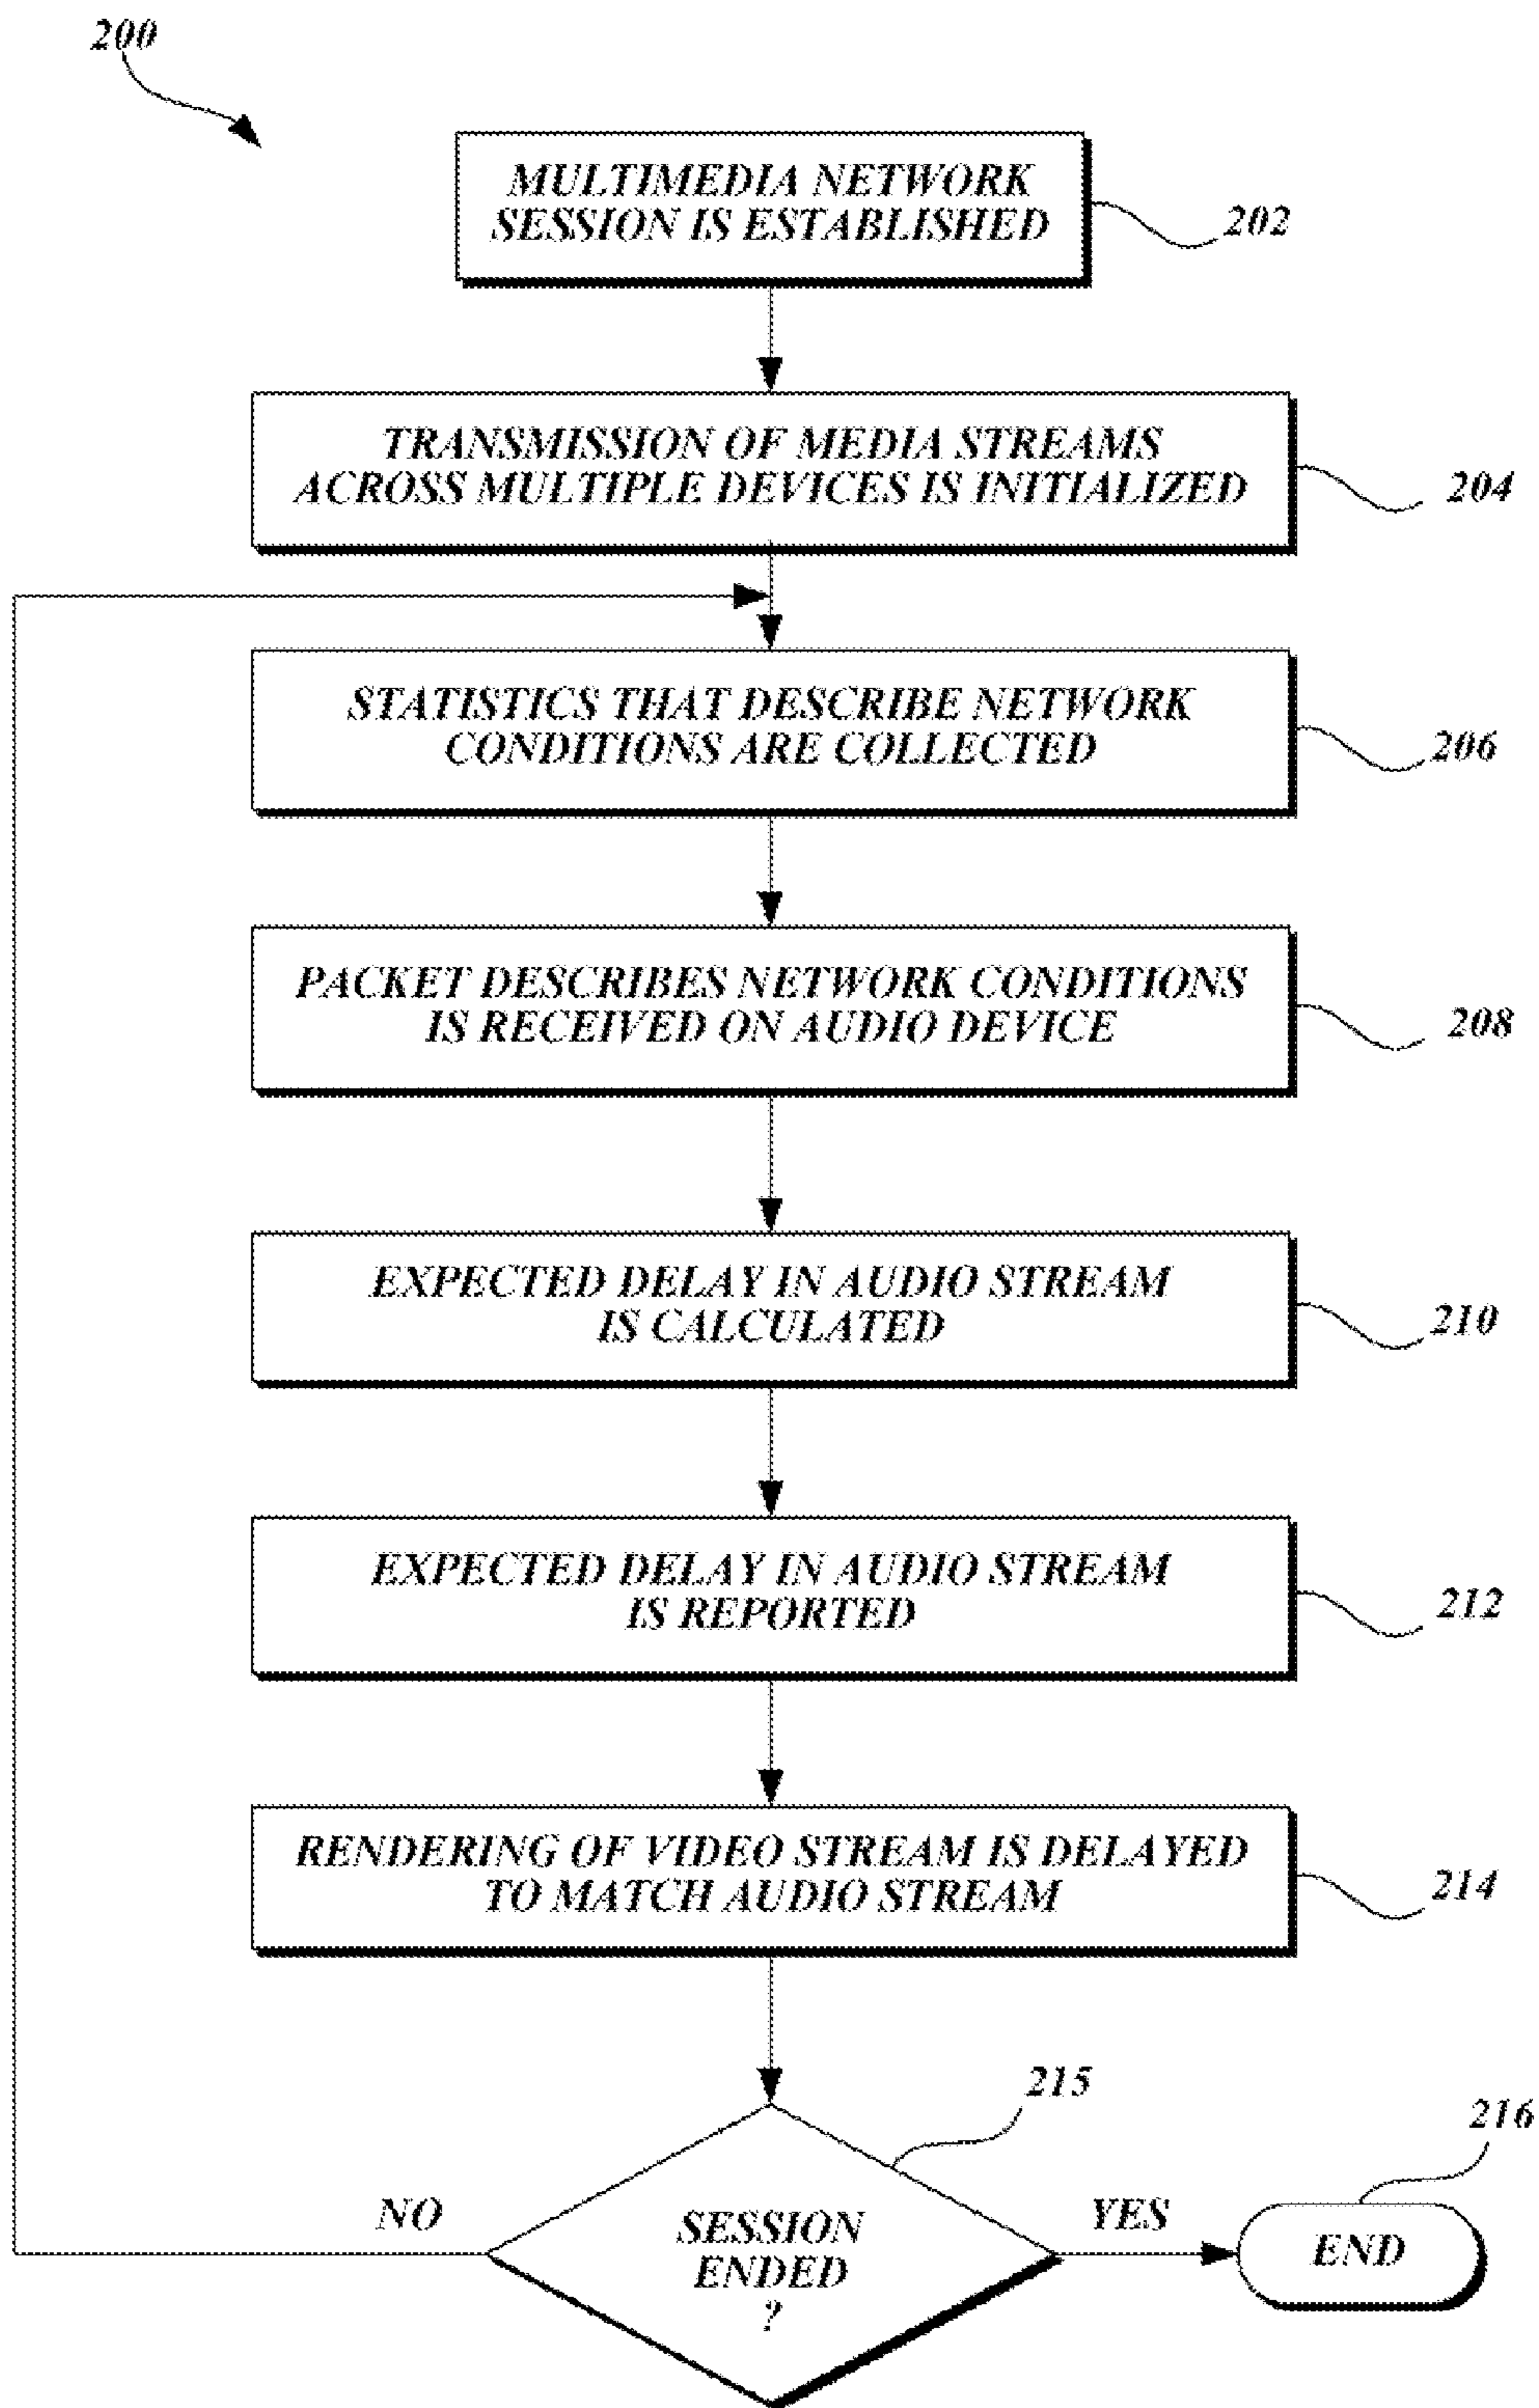 200
MULTIMEDIA NETWORK
SESSION IS ESTABLISHED
202
TRANSMISSION OF MEDIA STREAMS
ACROSS MULTIPLE DEVICES IS INITIALIZED
204
STATISTICS THAT DESCRIBE NETWORK
CONDITIONS ARE COLLECTED
206
PACKET DESCRIBES NETWORK CONDITIONS
IS RECEIVED ON AUDIO DEVICE
208
EXPECTED DELAY IN AUDIO STREAM
IS CALCULATED
210
EXPECTED DELAY IN AUDIO STREAM
IS REPORTED
212
RENDERING OF VIDEO STREAM IS DELAYED
TO MATCH AUDIO STREAM
214
215
216
NO
SESSION
ENDED
?
YES
END